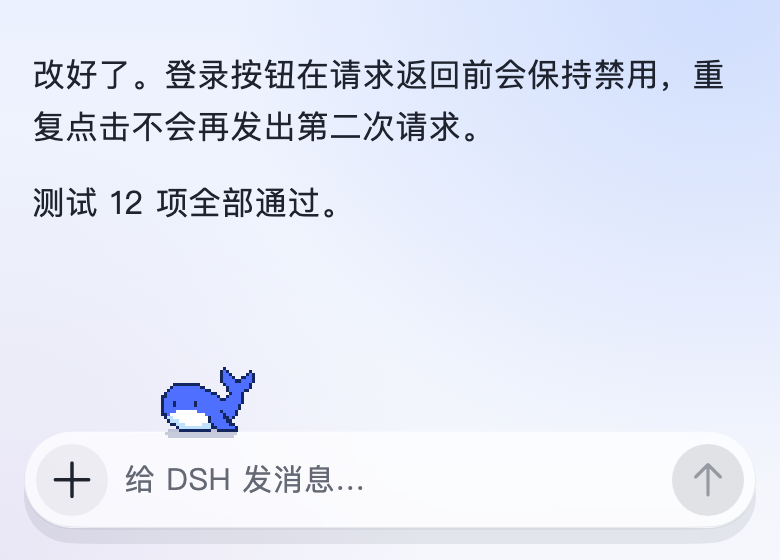 改好了。登录按钮在请求返回前会保持禁用，重
复点击不会再发出第二次请求。
测试 12 项全部通过。
给 DSH 发消息...